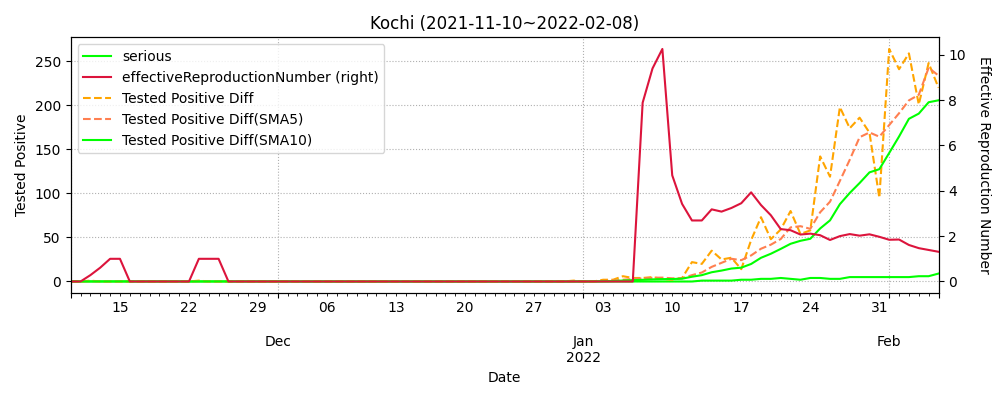 Kochi (2021-11-10~2022-02-08)
serious
effectiveReproductionNumber (right)
Tested Positive Diff
Tested Positive Diff(SMA5)
Tested Positive Diff(SMA10)
Tested Positive
250
200
150
100
50
0
Effective Reproduction Number
10
8
6
4
2
0
15 22 29 06 13 20 27 03 10 17 24 31
Dec Jan Feb
2022
Date